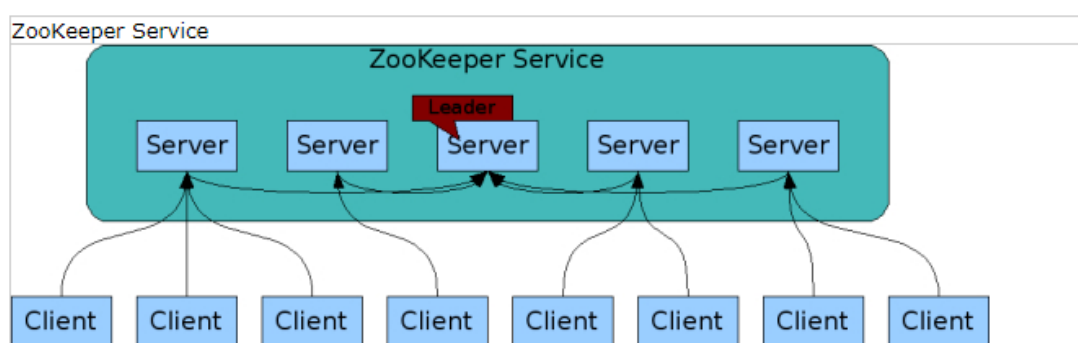 ZooKeeper Service
ZooKeeper Service
Leader
Server Server Server Server Server
Client Client Client Client Client Client Client Client